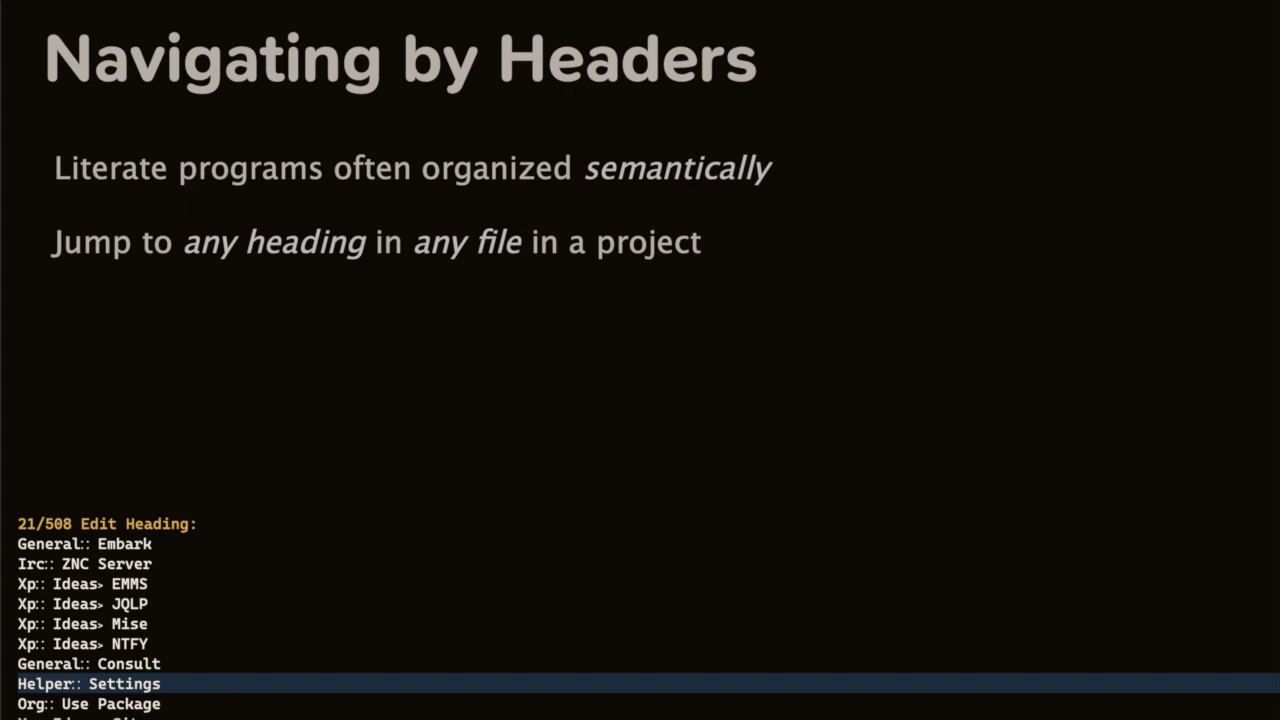 Navigating by Headers
Literate programs often organized semantically
Jump to any heading in any file in a project
21/508 Edit Heading:
General:: Embark
Irc:: ZNC Server
Xp:: Ideas> EMMS
Xp:: Ideas> JQLP
Xp:: Ideas> Mise
Xp:: Ideas> NTFY
General:: Consult
Helper:: Settings
Org:: Use Package